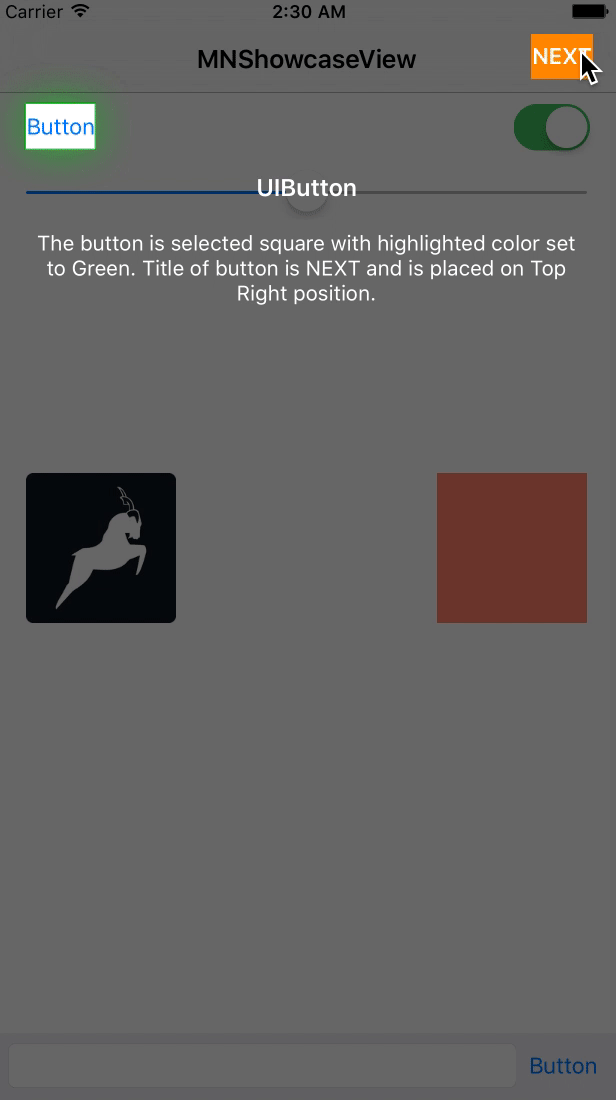 Carrier 2:30 AM
MNShowcaseView
NEXT
Button
UIButton
The button is selected square with highlighted color set
to Green. Title of button is NEXT and is placed on Top
Right position.
Button